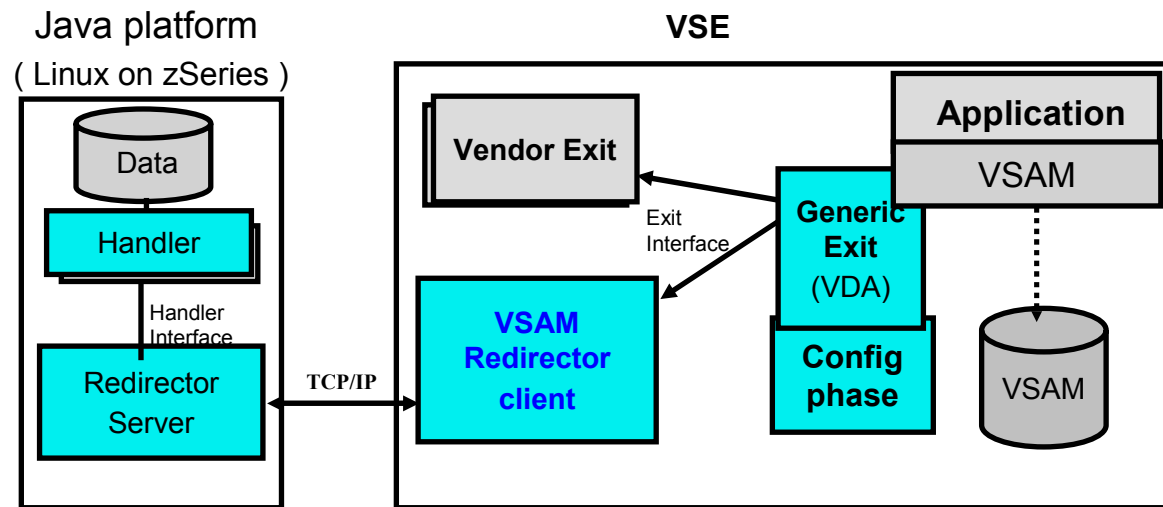 Java platform
( Linux on zSeries )
Data
Handler
Handler
Interface
Redirector
Server
TCP/IP
VSE
Vendor Exit
Exit
Interface
VSAM
Redirector
client
Generic
Exit
(VDA)
Config
phase
Application
VSAM
VSAM